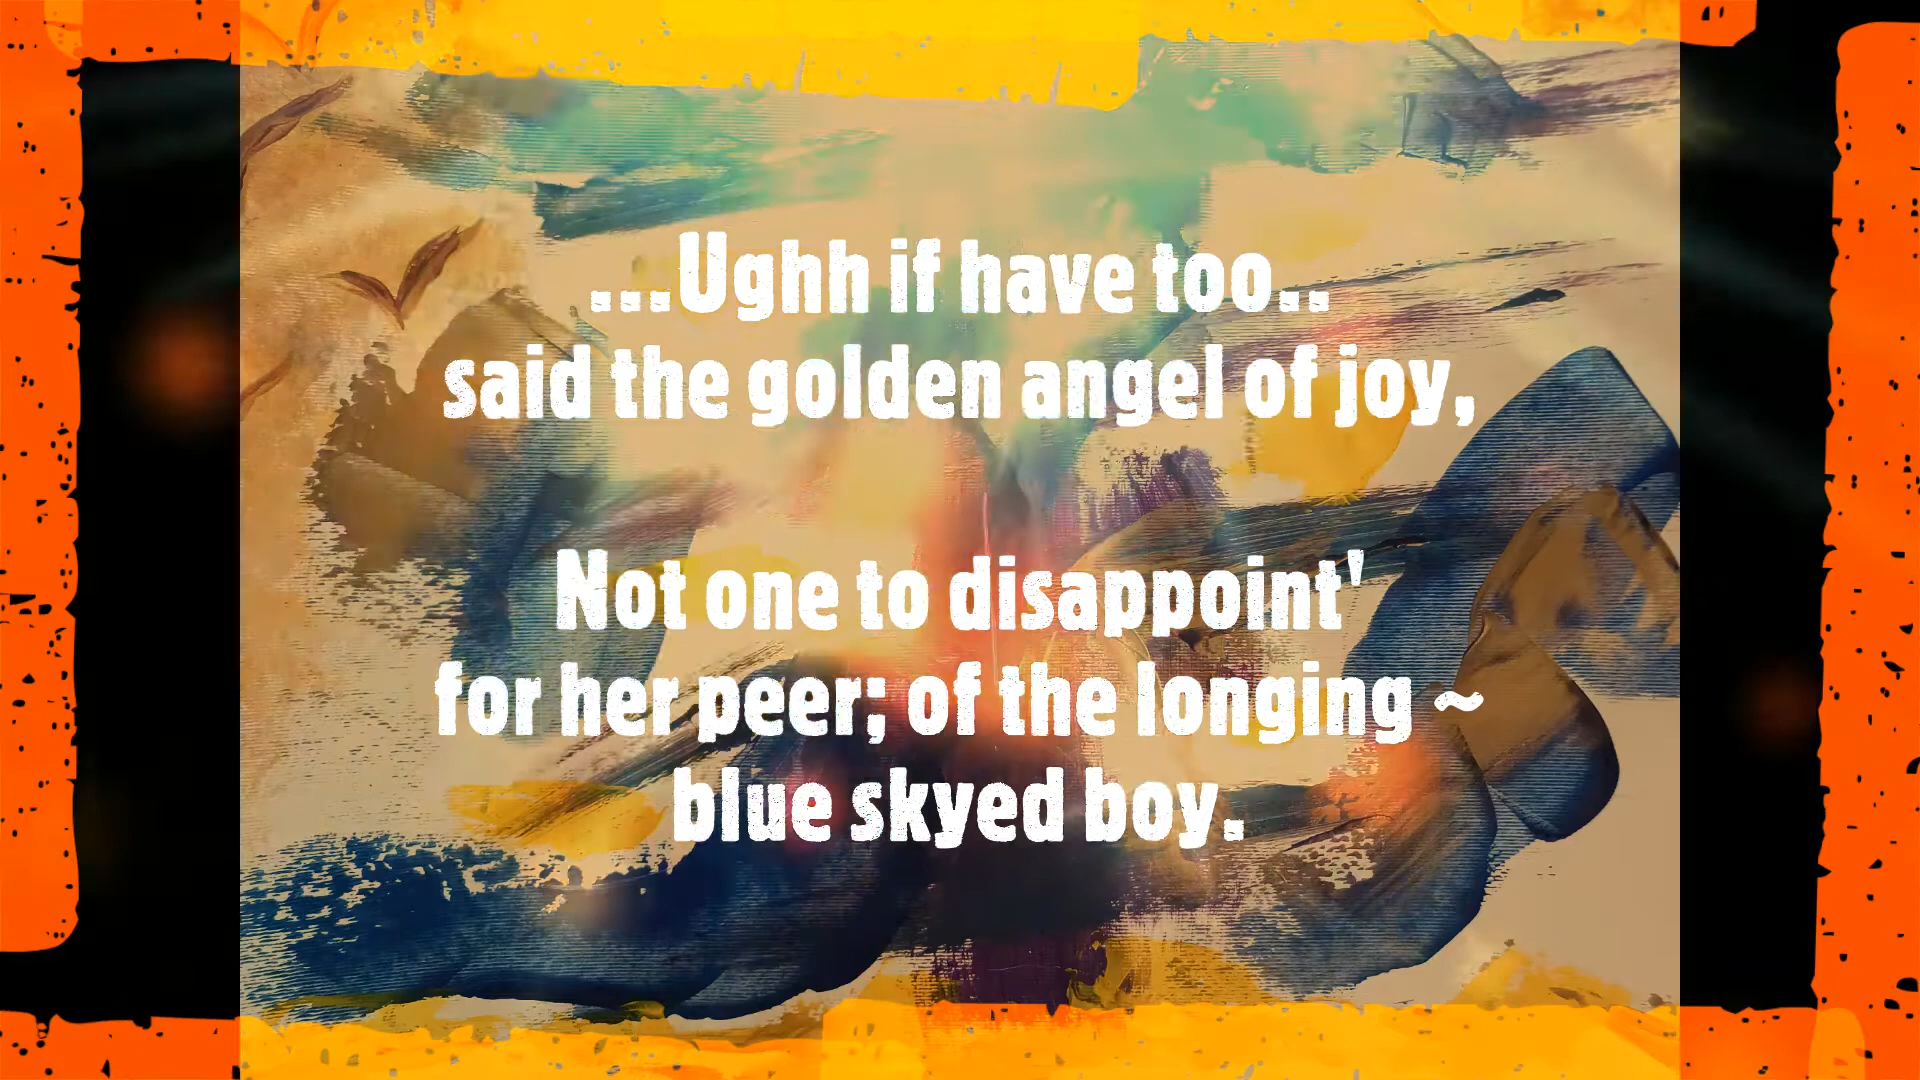 ...Ughh if have too..
said the golden angel of joy,
Not one to disappoint'
for her peer; of the longing ~
blue skyed boy.